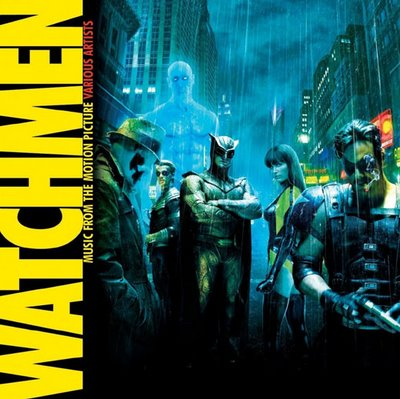 WATCHMEN
MUSIC FROM THE MOTION PICTURE VARIOUS ARTISTS